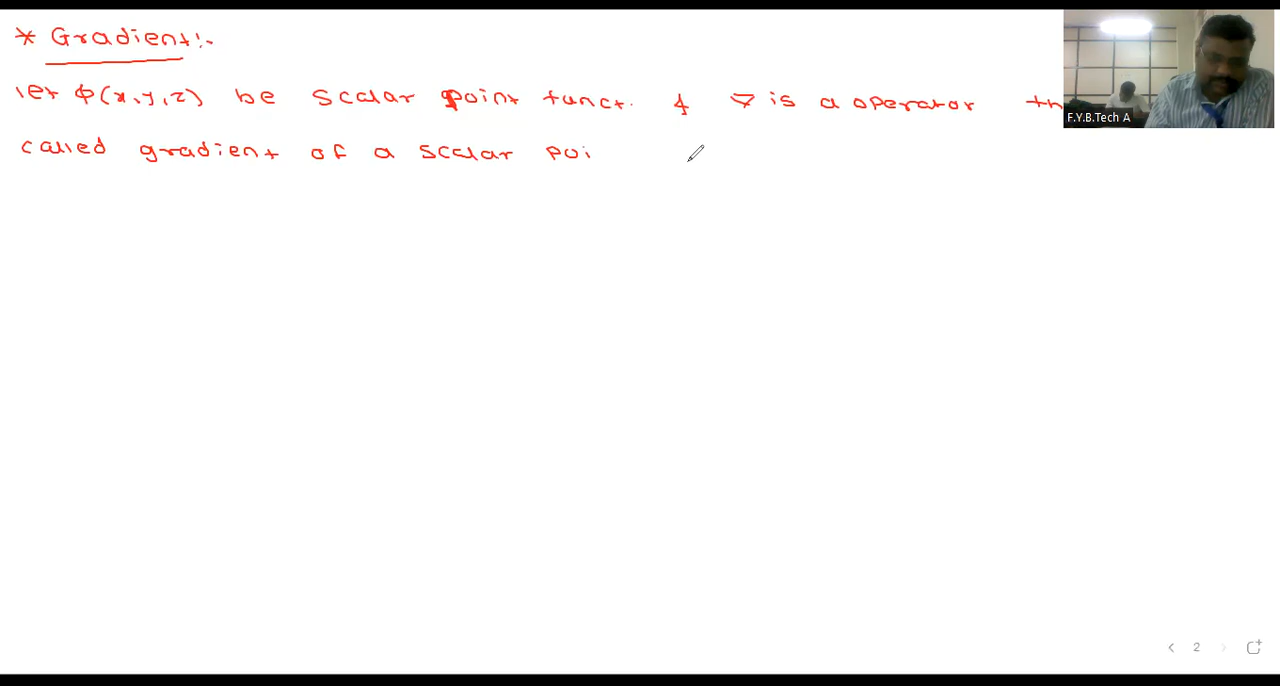 * Gradient:-
let φ(x,y,z) be scalar point funct. & ∇ is a operator th
called gradient of a scalar poi
F.Y.B.Tech A
2